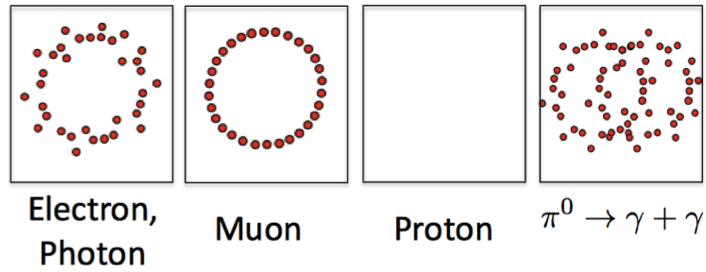 Electron,
Photon
Muon
Proton
π⁰ → γ + γ